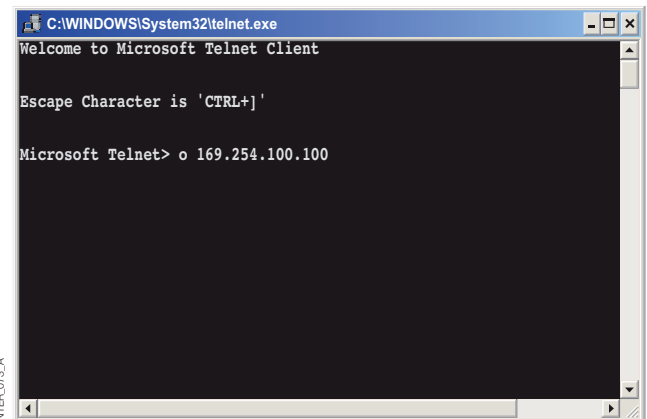 C:\WINDOWS\System32\telnet.exe
Welcome to Microsoft Telnet Client
Escape Character is 'CTRL+]'
Microsoft Telnet> o 169.254.100.100